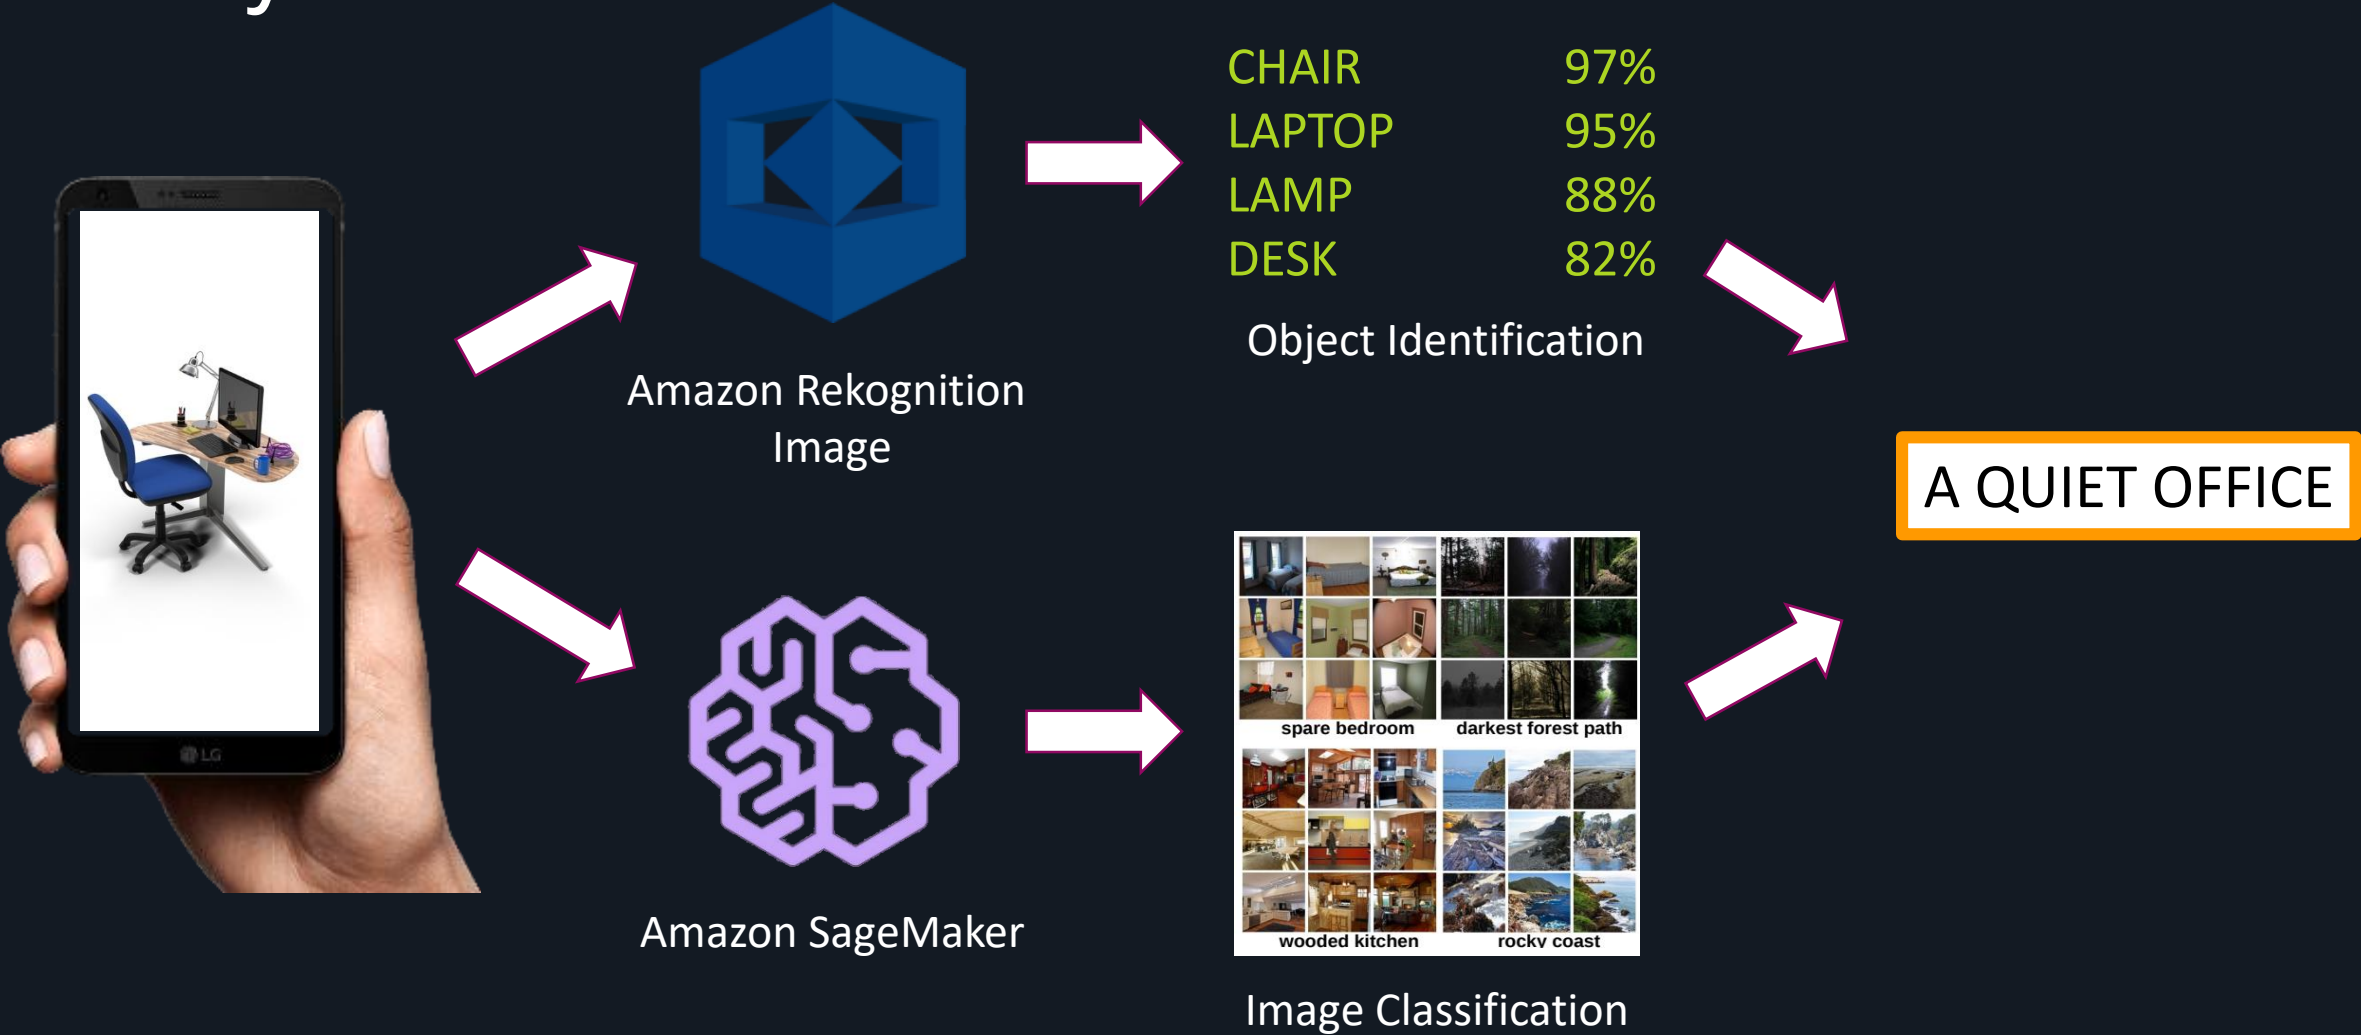 CHAIR 97%
LAPTOP 95%
LAMP 88%
DESK 82%
Object Identification
Amazon Rekognition
Image
A QUIET OFFICE
LG
spare bedroom darkest forest path
wooded kitchen rocky coast
Amazon SageMaker
Image Classification